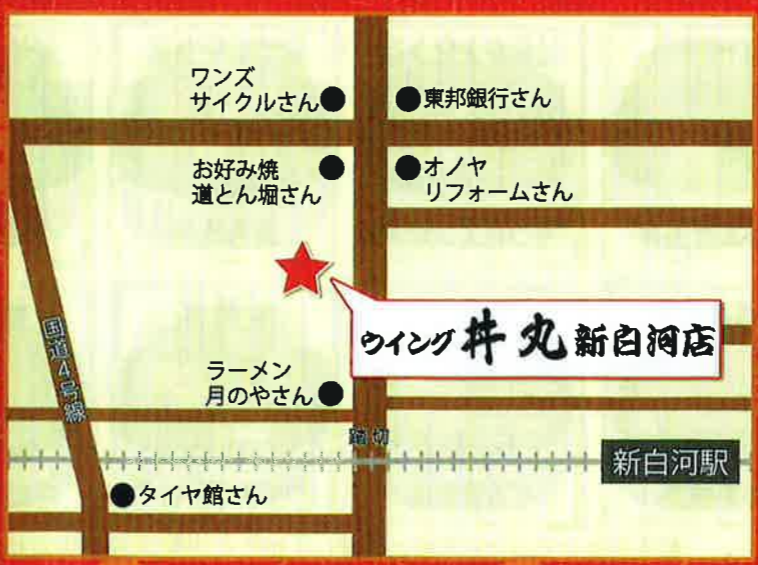 ワンズ
サイクルさん
東邦銀行さん
お好み焼
道とん堀さん
オノヤ
リフォームさん
ウイング 丼丸 新白河店
国道4号線
ラーメン
月のやさん
踏切
新白河駅
タイヤ館さん